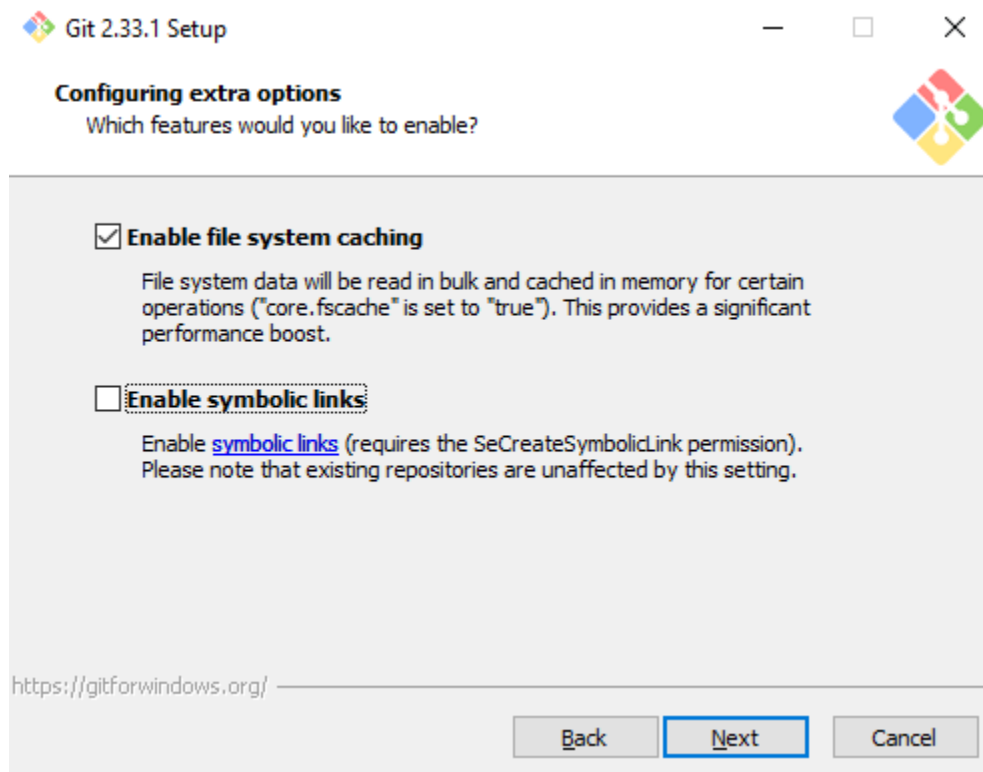 Git 2.33.1 Setup
Configuring extra options
Which features would you like to enable?
Enable file system caching
File system data will be read in bulk and cached in memory for certain
operations ("core.fscache" is set to "true"). This provides a significant
performance boost.
Enable symbolic links
Enable symbolic links (requires the SeCreateSymbolicLink permission).
Please note that existing repositories are unaffected by this setting.
https://gitforwindows.org/
Back Next Cancel